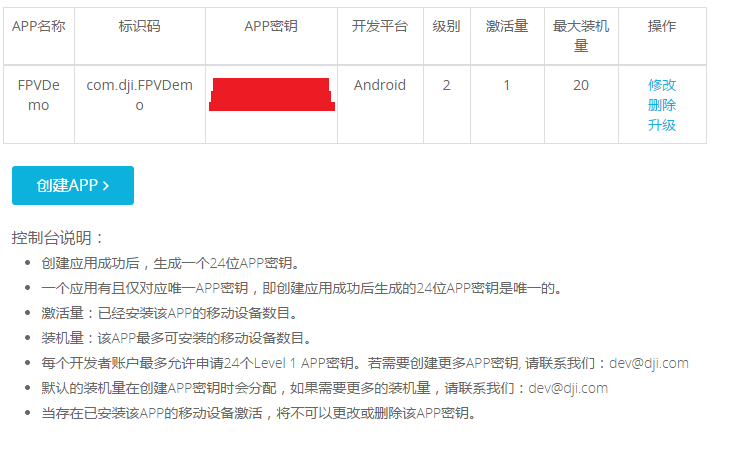 APP名称 标识码 APP密钥 开发平台 级别 激活量 最大装机 操作
量
FPVDe com.dji.FPVDem Android 2 1 20 修改
mo o 删除
升级
创建APP >
控制台说明：
• 创建应用成功后，生成一个24位APP密钥。
• 一个应用有且仅对应唯一APP密钥，即创建应用成功后生成的24位APP密钥是唯一的。
• 激活量：已经安装该APP的移动设备数目。
• 装机量：该APP最多可安装的移动设备数目。
• 每个开发者账户最多允许申请24个Level 1 APP密钥。若需要创建更多APP密钥, 请联系我们：dev@dji.com
• 默认的装机量在创建APP密钥时会分配，如果需要更多的装机量，请联系我们：dev@dji.com
• 当存在已安装该APP的移动设备激活，将不可以更改或删除该APP密钥。